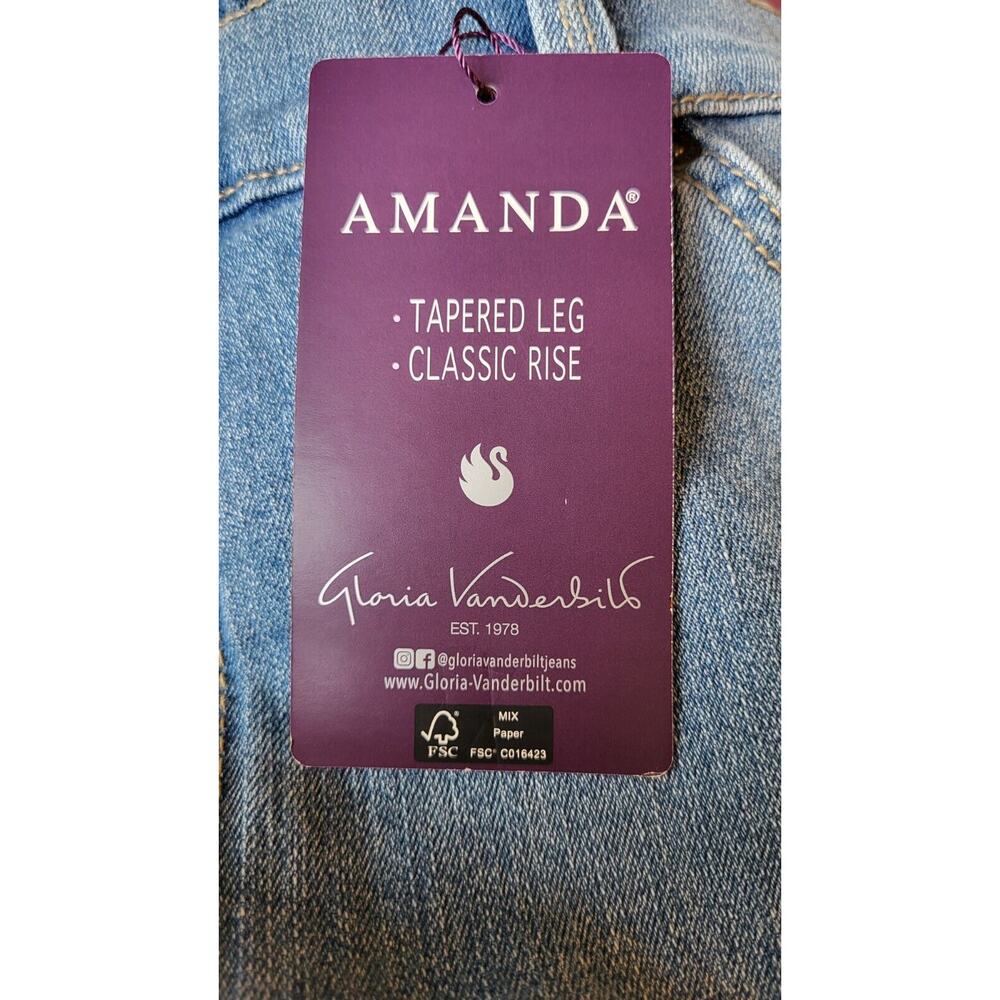 AMANDA®
• TAPERED LEG
• CLASSIC RISE
Gloria Vanderbilt
EST. 1978
@gloriavanderbiltjeans
www.Gloria-Vanderbilt.com
MIX
Paper
FSC FSC® C016423